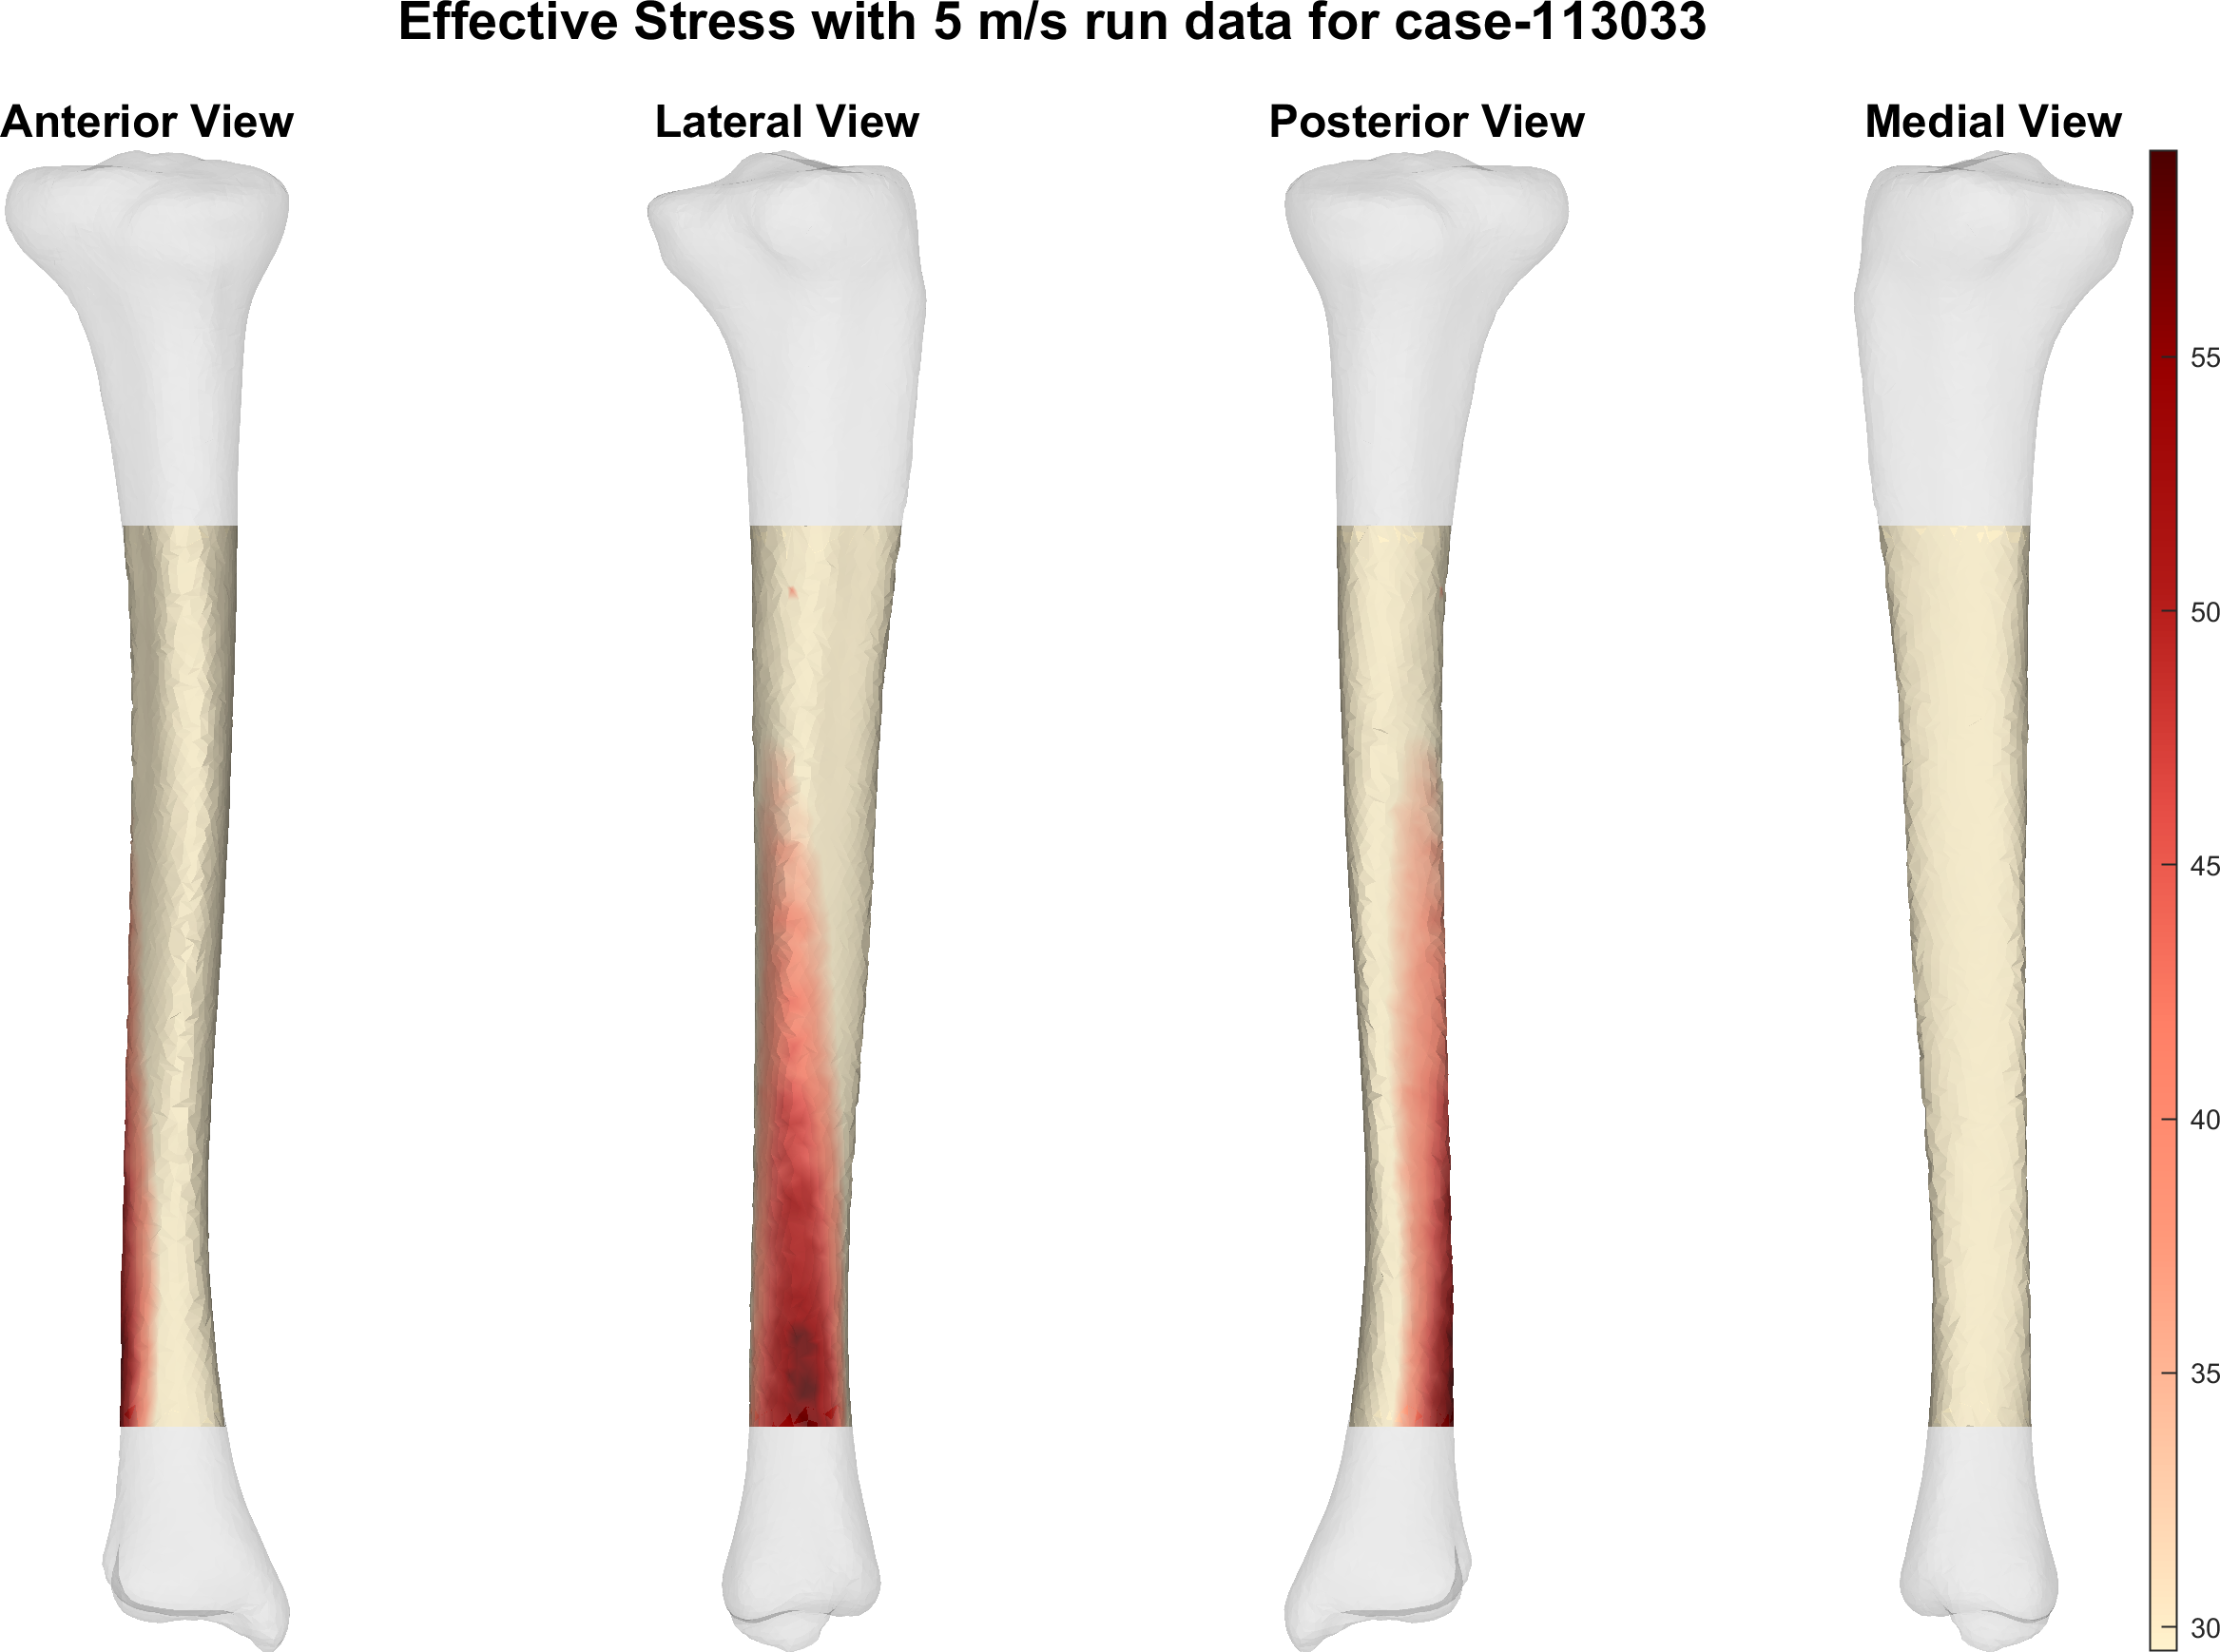 Effective Stress with 5 m/s run data for case-113033
Anterior View
Lateral View
Posterior View
Medial View
55
50
45
40
35
30